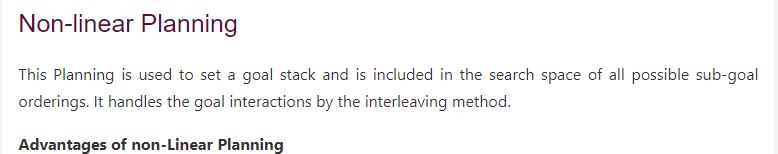 Non-linear Planning
This Planning is used to set a goal stack and is included in the search space of all possible sub-goal
orderings. It handles the goal interactions by the interleaving method.
Advantages of non-Linear Planning